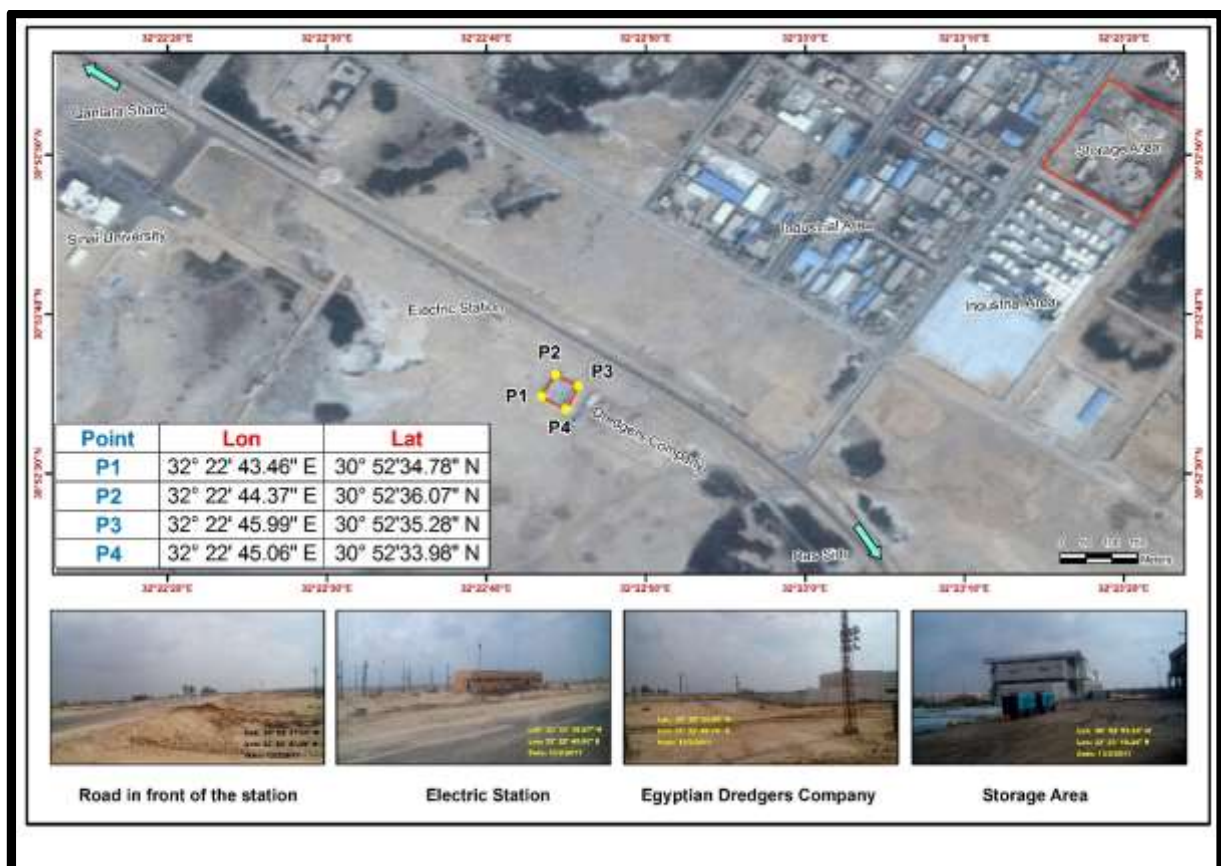 32°22'20"E 32°22'30"E 32°22'40"E 32°22'50"E 32°23'0"E 32°23'10"E 32°23'20"E
Qantara Shard
Storage Area
Sinai University
Industrial Area
Electric Station
Industrial Area
P2
P3
P1
P4
Dredgers Company
Point Lon Lat
P1 32° 22' 43.46" E 30° 52'34.78" N
P2 32° 22' 44.37" E 30° 52'36.07" N
P3 32° 22' 45.99" E 30° 52'35.28" N
P4 32° 22' 45.06" E 30° 52'33.98" N
Meters
32°22'20"E 32°22'30"E 32°22'40"E 32°22'50"E 32°23'0"E 32°23'10"E 32°23'20"E
Road in front of the station
Electric Station
Egyptian Dredgers Company
Storage Area